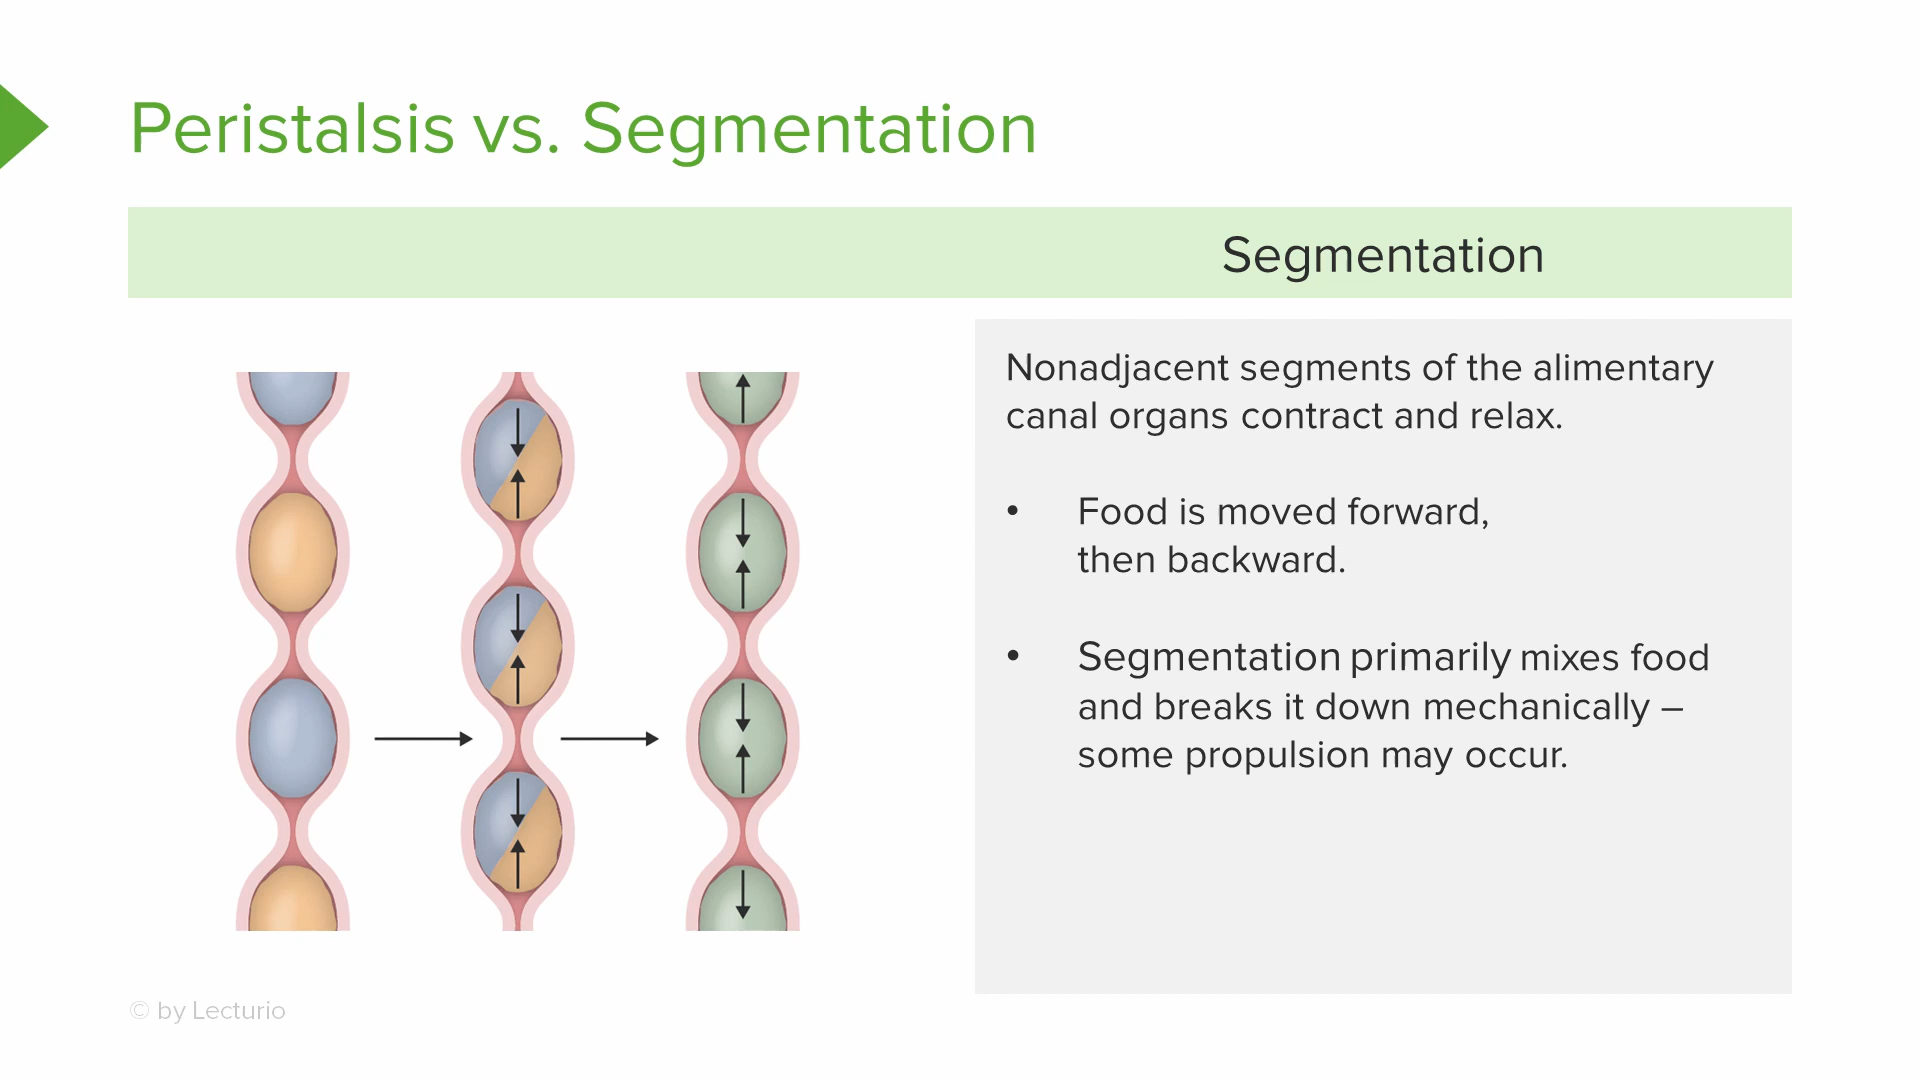 Peristalsis vs. Segmentation
Segmentation
Nonadjacent segments of the alimentary
canal organs contract and relax.
• Food is moved forward,
then backward.
• Segmentation primarily mixes food
and breaks it down mechanically –
some propulsion may occur.
© by Lecturio